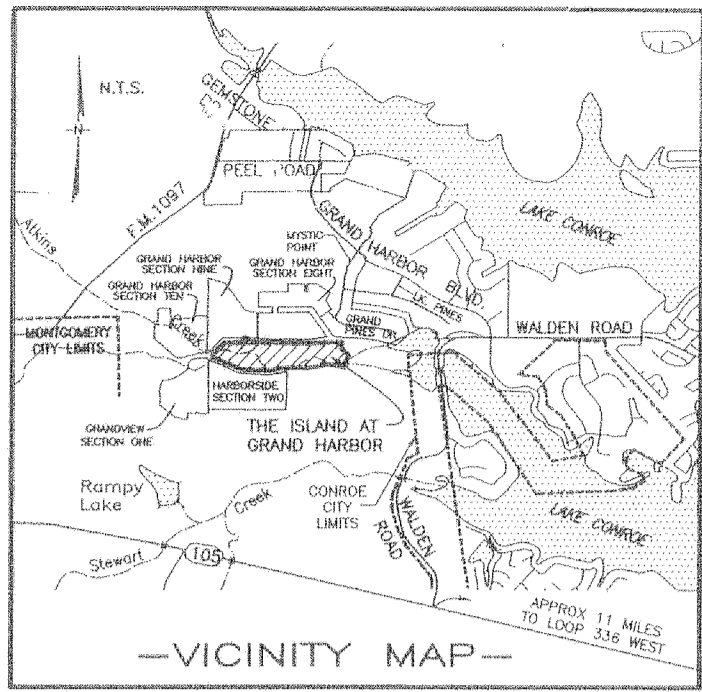 N.T.S.
N
GEMSTONE
PEEL ROAD
F.M.1097
LAKE CONROE
Atkins
Creek
GRAND HARBOR
SECTION NINE
GRAND HARBOR
SECTION TEN
MYSTIC
POINT
GRAND HARBOR
SECTION EIGHT
GRAND HARBOR BLVD.
LK. PINES
GRAND
PINES DR.
WALDEN ROAD
MONTGOMERY
CITY LIMITS
HARBORSIDE
SECTION TWO
GRANDVIEW
SECTION ONE
THE ISLAND AT
GRAND HARBOR
Rampy
Lake
Stewart
Creek
CONROE
CITY
LIMITS
WALDEN
ROAD
LAKE CONROE
105
APPROX 11 MILES
TO LOOP 336 WEST
—VICINITY MAP—